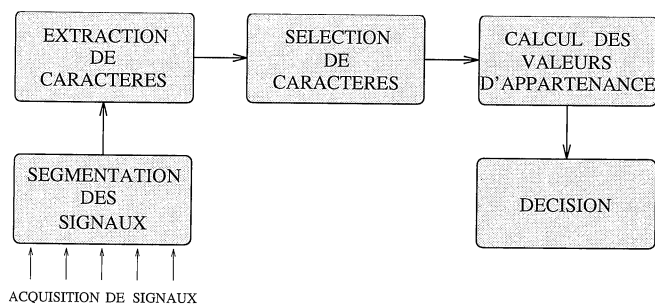 EXTRACTION
DE
CARACTERES
SELECTION
DE
CARACTERES
CALCUL DES
VALEURS
D'APPARTENANCE
SEGMENTATION
DES
SIGNAUX
DECISION
ACQUISITION DE SIGNAUX